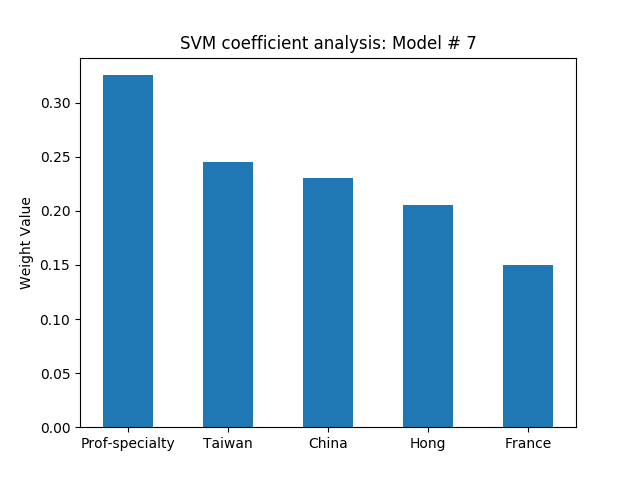 SVM coefficient analysis: Model # 7
Weight Value
0.30
0.25
0.20
0.15
0.10
0.05
0.00
Prof-specialty Taiwan China Hong France